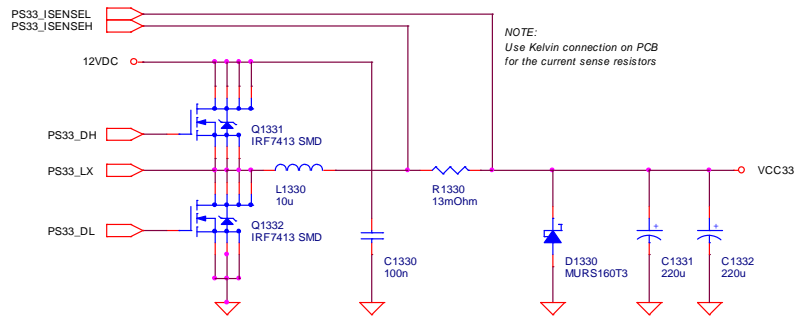 PS33_ISENSEL
PS33_ISENSEH
NOTE:
Use Kelvin connection on PCB
for the current sense resistors
12VDC
Q1331
IRF7413 SMD
PS33_DH
PS33_LX
VCC33
L1330
10u
R1330
13mOhm
Q1332
IRF7413 SMD
PS33_DL
C1330
100n
D1330
MURS160T3
C1331
220u
C1332
220u
+
+